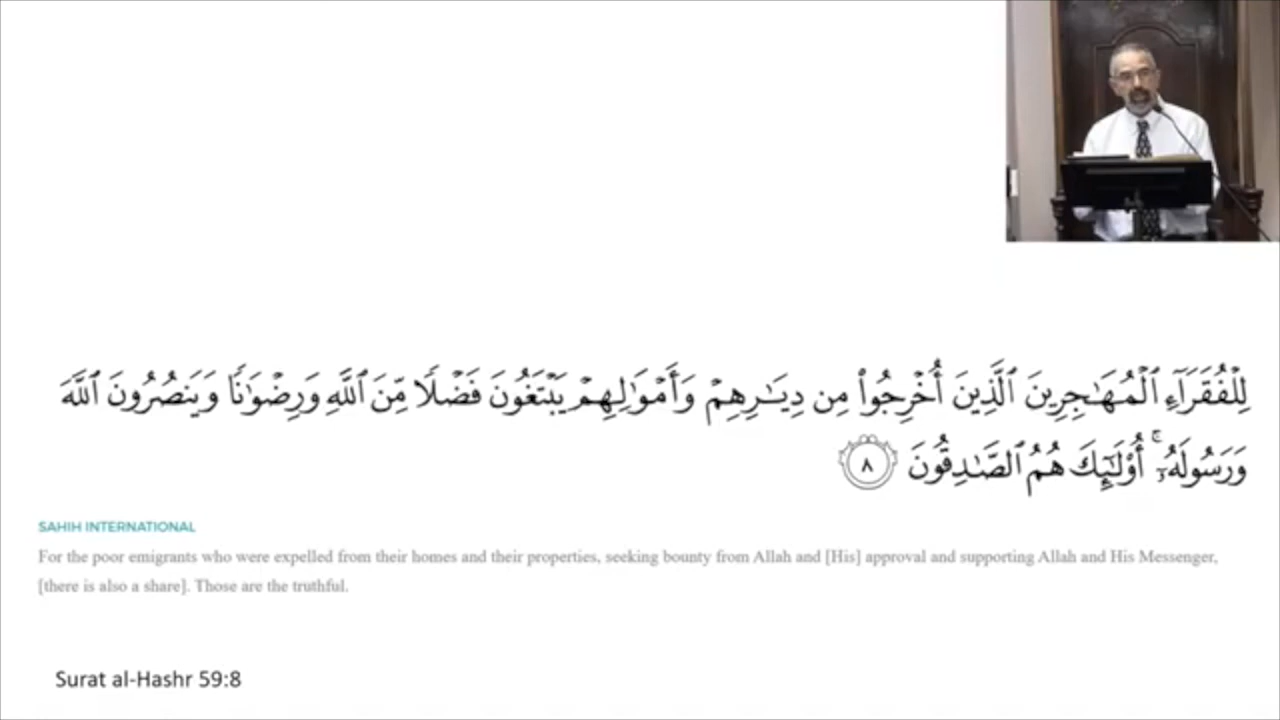 لِلْفُقَرَآءِ ٱلْمُهَـٰجِرِينَ ٱلَّذِينَ أُخْرِجُوا۟ مِن دِيَـٰرِهِمْ وَأَمْوَٰلِهِمْ يَبْتَغُونَ فَضْلًا مِّنَ ٱللَّهِ وَرِضْوَٰنًا وَيَنصُرُونَ ٱللَّهَ
وَرَسُولَهُۥٓ ۚ أُو۟لَـٰٓئِكَ هُمُ ٱلصَّـٰدِقُونَ ٨
SAHIH INTERNATIONAL
For the poor emigrants who were expelled from their homes and their properties, seeking bounty from Allah and [His] approval and supporting Allah and His Messenger,
[there is also a share]. Those are the truthful.
Surat al-Hashr 59:8